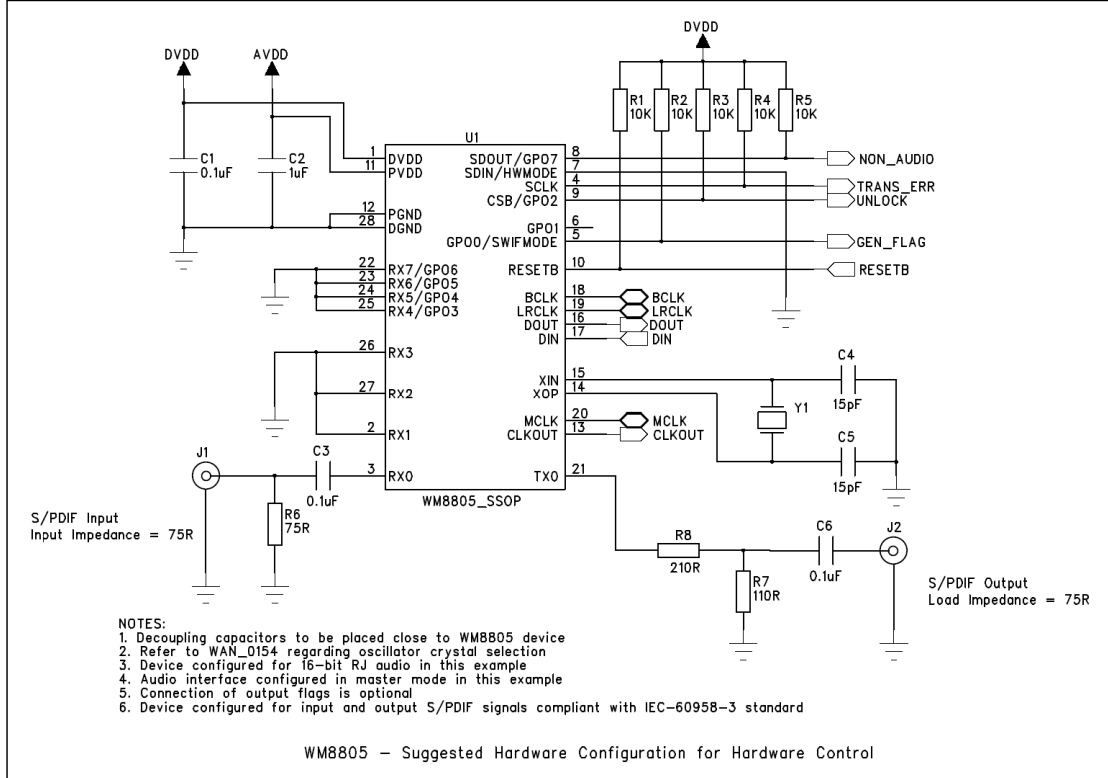 DVDD
AVDD
DVDD
C1
0.1uF
C2
1uF
R1
10K
R2
10K
R3
10K
R4
10K
R5
10K
U1
1 DVDD
11 PVDD
12 PGND
28 DGND
22 RX7/GPO6
23 RX6/GPO5
24 RX5/GPO4
25 RX4/GPO3
26 RX3
27 RX2
2 RX1
3 RX0
SDOUT/GPO7 8 NON_AUDIO
SDIN/HWMODE 7
SCLK 4 TRANS_ERR
CSB/GPO2 9 UNLOCK
GPO1 6
GPO0/SWIFMODE 5 GEN_FLAG
RESETB 10 RESETB
BCLK 18 BCLK
LRCLK 19 LRCLK
DOUT 16 DOUT
DIN 17 DIN
XIN 15
XOP 14
MCLK 20 MCLK
CLKOUT 13 CLKOUT
TX0 21
WM8805_SSOP
C4
15pF
Y1
C5
15pF
J1
C3
0.1uF
R6
75R
S/PDIF Input
Input Impedance = 75R
R8
210R
R7
110R
C6
0.1uF
J2
S/PDIF Output
Load Impedance = 75R
NOTES:
1. Decoupling capacitors to be placed close to WM8805 device
2. Refer to WAN_0154 regarding oscillator crystal selection
3. Device configured for 16-bit RJ audio in this example
4. Audio interface configured in master mode in this example
5. Connection of output flags is optional
6. Device configured for input and output S/PDIF signals compliant with IEC-60958-3 standard
WM8805 - Suggested Hardware Configuration for Hardware Control